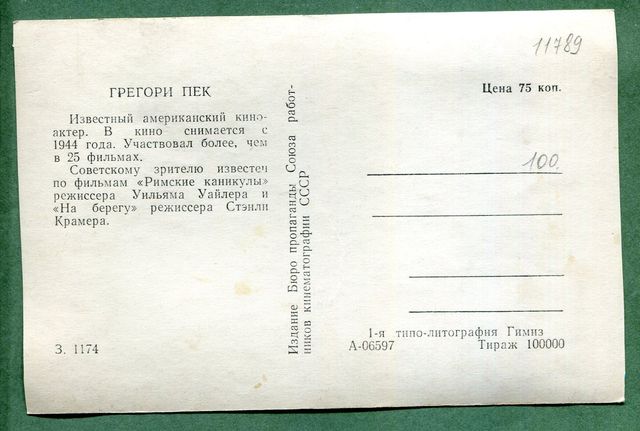 11789
ГРЕГОРИ ПЕК
Цена 75 коп.
Известный американский кино-
актер. В кино снимается с
1944 года. Участвовал более, чем
в 25 фильмах.
Советскому зрителю известен
по фильмам «Римские каникулы»
режиссера Уильяма Уайлера и
«На берегу» режиссера Стэнли
Крамера.
З. 1174
Издание Бюро пропаганды Союза работ-
ников кинематографии СССР
100
1-я типо-литография Гимиз
А-06597 Тираж 100000